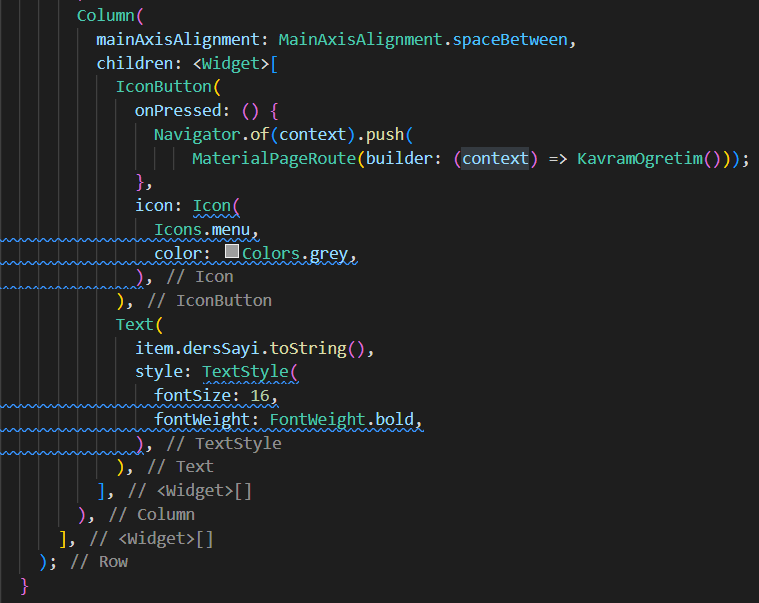 Column(
mainAxisAlignment: MainAxisAlignment.spaceBetween,
children: <Widget>[
IconButton(
onPressed: () {
Navigator.of(context).push(
MaterialPageRoute(builder: (context) => KavramOgretim()));
},
icon: Icon(
Icons.menu,
color: Colors.grey,
), // Icon
), // IconButton
Text(
item.dersSayi.toString(),
style: TextStyle(
fontSize: 16,
fontWeight: FontWeight.bold,
), // TextStyle
), // Text
], // <Widget>[]
), // Column
], // <Widget>[]
); // Row
}